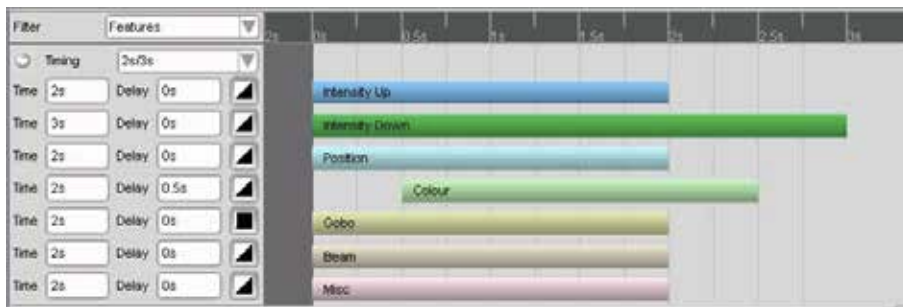 Filter Features 2s 0s 0.5s 1s 1.5s 2s 2.5s 3s
Timing 2s/3s
Time 2s Delay 0s Intensity Up
Time 3s Delay 0s Intensity Down
Time 2s Delay 0s Position
Time 2s Delay 0.5s Colour
Time 2s Delay 0s Gobo
Time 2s Delay 0s Beam
Time 2s Delay 0s Misc